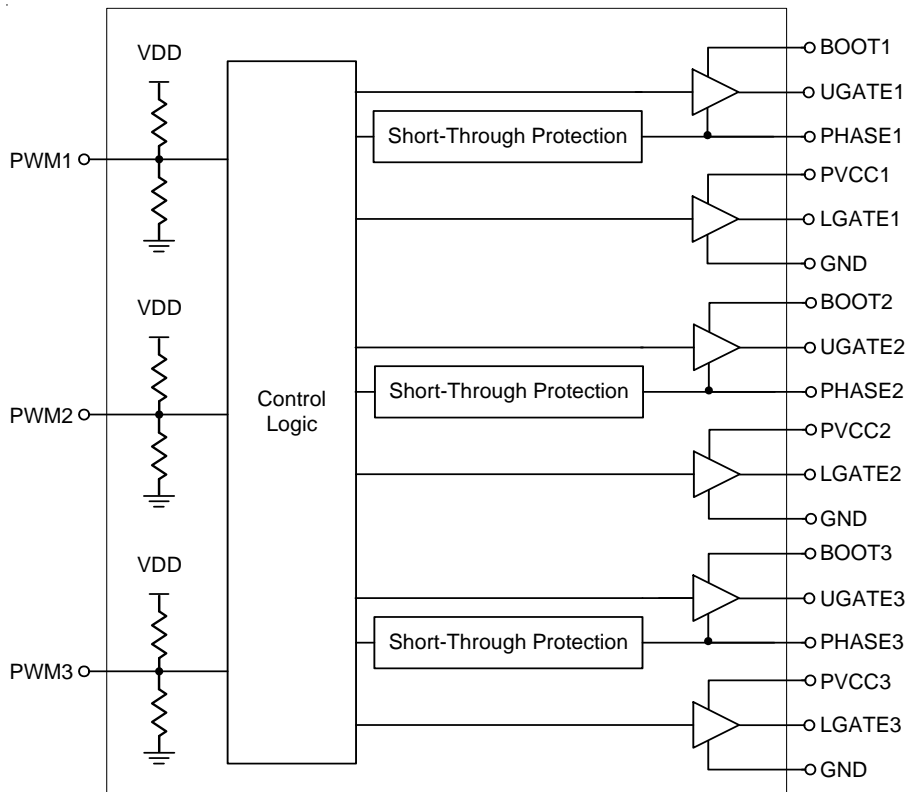 VDD
PWM1
VDD
PWM2
VDD
PWM3
Control
Logic
Short-Through Protection
Short-Through Protection
Short-Through Protection
BOOT1
UGATE1
PHASE1
PVCC1
LGATE1
GND
BOOT2
UGATE2
PHASE2
PVCC2
LGATE2
GND
BOOT3
UGATE3
PHASE3
PVCC3
LGATE3
GND